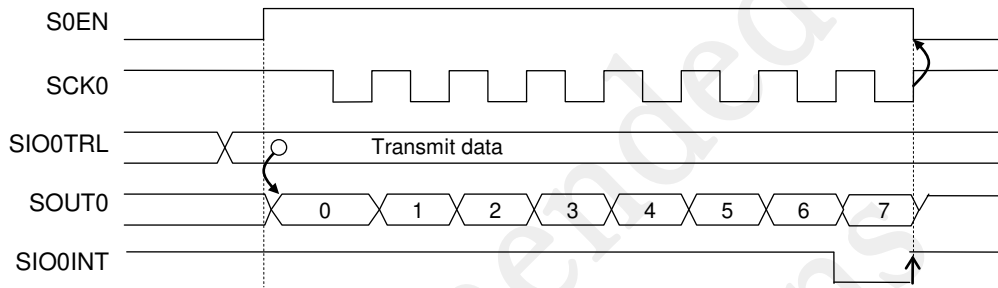 S0EN
SCK0
SIO0TRL Transmit data
SOUT0 0 1 2 3 4 5 6 7
SIO0INT